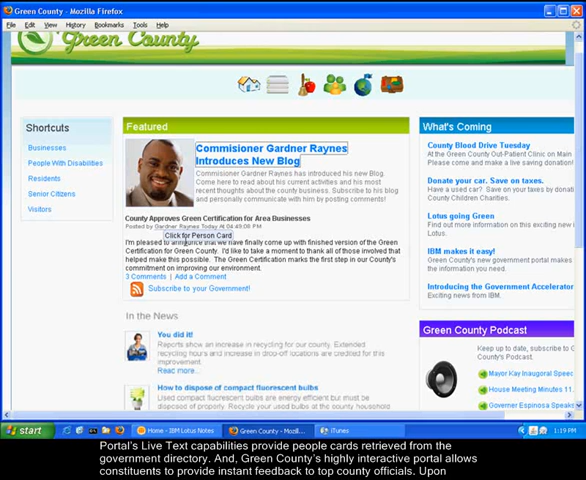 Green County - Mozilla Firefox
File Edit View History Bookmarks Tools Help
Green County
Shortcuts
Businesses
People With Disabilities
Residents
Senior Citizens
Visitors
Featured
Commisioner Gardner Raynes
Introduces New Blog
Commissioner Gardner Raynes has introduced his new Blog.
Come here to read about his current activities and his most
recent thoughts about the county business. Subscribe to his blog
and personally communicate with him by posting comments!
County Approves Green Certification for Area Businesses
Posted by Gardner Raynes Today At 04:49:08 PM
Click for Person Card
I'm pleased to announce that we have finally come up with finished version of the Green
Certification for Green County. I'd like to take a moment to thank all of those involved that
helped make this possible. The Green Certification marks the first step in our County's
commitment on improving our environment.
3 Comments | Add a Comment
Subscribe to your Government!
In the News
You did it!
Reports show an increase in recycling for our county. Extended
recycling hours and increase in drop-off locations are credited for this
improvement.
Read more...
How to dispose of compact fluorescent bulbs
Used compact fluorescent bulbs are energy efficient but must be
disposed of properly. Recycle your used bulbs at the county household
What's Coming
County Blood Drive Tuesday
At the Green County Out-Patient Clinic on Main
Please come and make a live saving donation!
Donate your car. Save on taxes.
Have a used car? Save on your taxes by donating
County Children Charities.
Lotus going Green
Find out more information about the upcoming
Lotus.
IBM makes it easy!
Green County's new government portal makes
the information you need.
Introducing the Government Accelerator
Exciting news from IBM.
Green County Podcast
Keep up to date, subscribe to G
County's Podcast.
Mayor Kay Inaugural Speec
House Meeting Minutes 11.
Governor Espinosa Speaks
start
Home - IBM Lotus Notes
Green County - Mozill...
iTunes
1:19 PM
Portal's Live Text capabilities provide people cards retrieved from the
government directory. And, Green County's highly interactive portal allows
constituents to provide instant feedback to top county officials. Upon